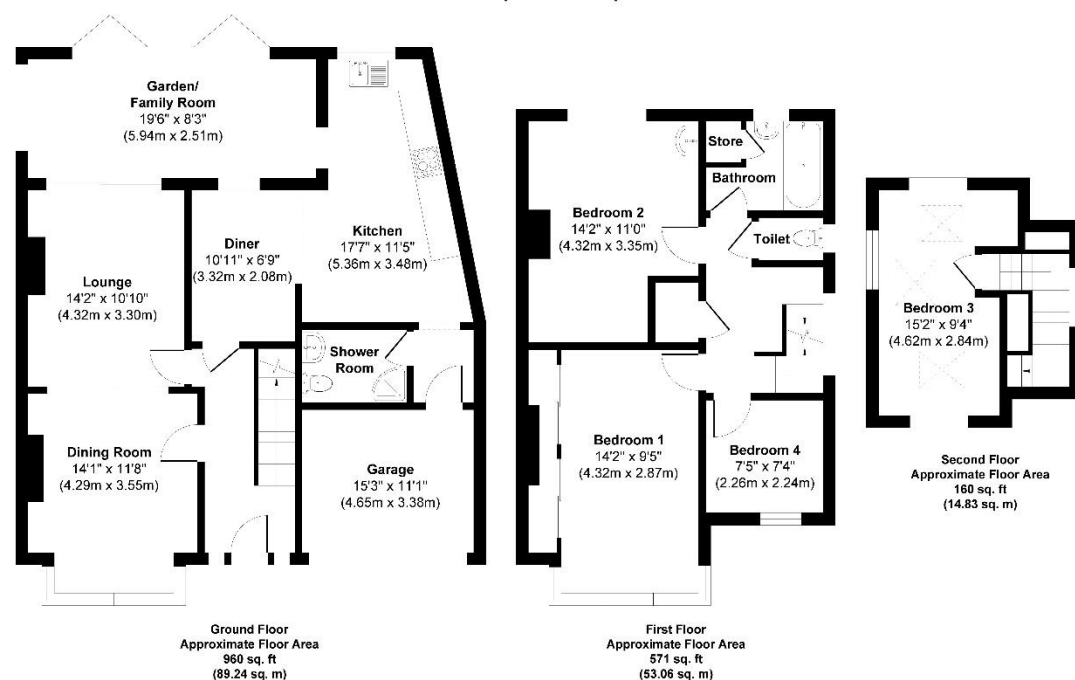 Garden/
Family Room
19'6" x 8'3"
(5.94m x 2.51m)
Kitchen
17'7" x 11'5"
(5.36m x 3.48m)
Diner
10'11" x 6'9"
(3.32m x 2.08m)
Lounge
14'2" x 10'10"
(4.32m x 3.30m)
Shower
Room
Dining Room
14'1" x 11'8"
(4.29m x 3.55m)
Garage
15'3" x 11'1"
(4.65m x 3.38m)
Ground Floor
Approximate Floor Area
960 sq. ft
(89.24 sq. m)
Store
Bathroom
Bedroom 2
14'2" x 11'0"
(4.32m x 3.35m)
Toilet
Bedroom 1
14'2" x 9'5"
(4.32m x 2.87m)
Bedroom 4
7'5" x 7'4"
(2.26m x 2.24m)
First Floor
Approximate Floor Area
571 sq. ft
(53.06 sq. m)
Bedroom 3
15'2" x 9'4"
(4.62m x 2.84m)
Second Floor
Approximate Floor Area
160 sq. ft
(14.83 sq. m)